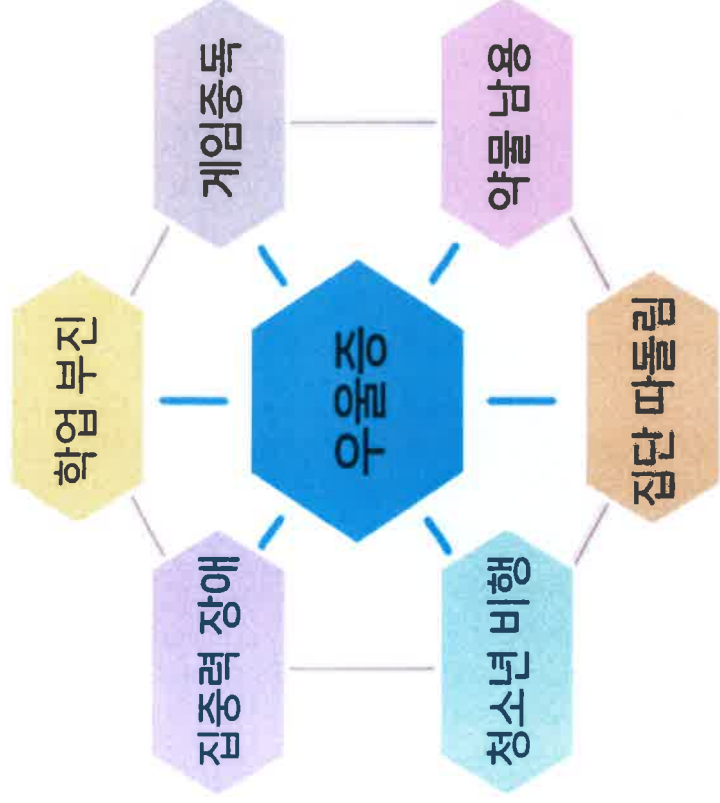 학업 부진
게임중독
약물 남용
집단 따돌림
청소년 비행
집중력 장애
우울증